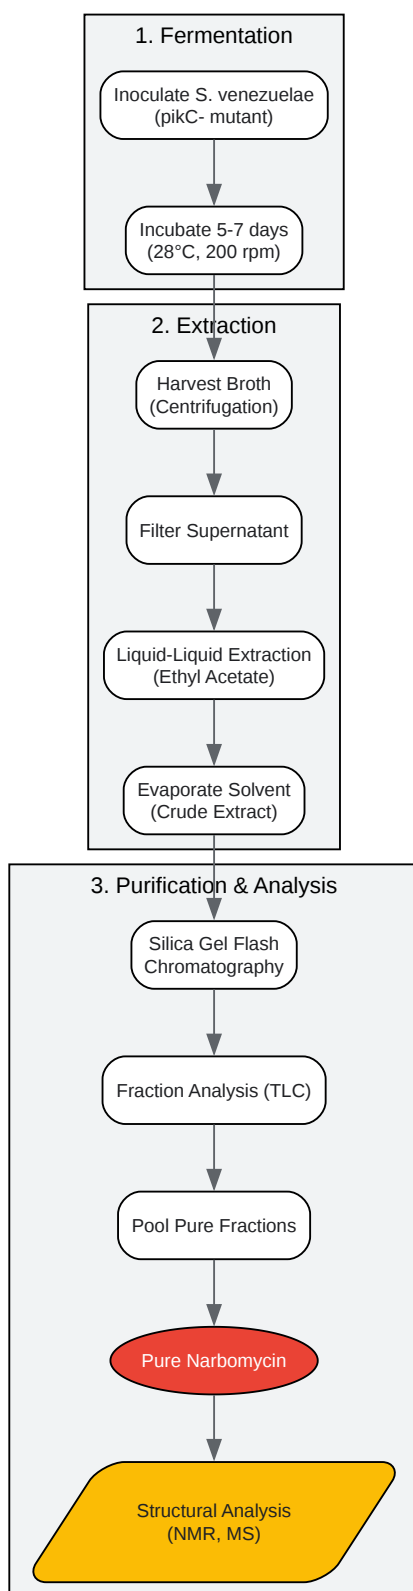 1. Fermentation
Inoculate S. venezuelae
(pikC- mutant)
Incubate 5-7 days
(28°C, 200 rpm)
2. Extraction
Harvest Broth
(Centrifugation)
Filter Supernatant
Liquid-Liquid Extraction
(Ethyl Acetate)
Evaporate Solvent
(Crude Extract)
3. Purification & Analysis
Silica Gel Flash
Chromatography
Fraction Analysis (TLC)
Pool Pure Fractions
Pure Narbomycin
Structural Analysis
(NMR, MS)